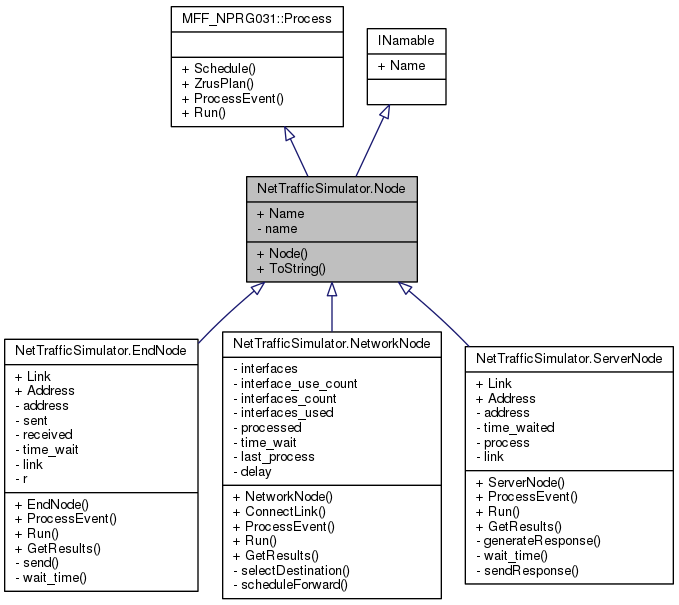 MFF_NPRG031::Process
+ Schedule()
+ ZrusPlan()
+ ProcessEvent()
+ Run()
INamable
+ Name
NetTrafficSimulator.Node
+ Name
- name
+ Node()
+ ToString()
NetTrafficSimulator.EndNode
+ Link
+ Address
- address
- sent
- received
- time_wait
- link
- r
+ EndNode()
+ ProcessEvent()
+ Run()
+ GetResults()
- send()
- wait_time()
NetTrafficSimulator.NetworkNode
- interfaces
- interface_use_count
- interfaces_count
- interfaces_used
- processed
- time_wait
- last_process
- delay
+ NetworkNode()
+ ConnectLink()
+ ProcessEvent()
+ Run()
+ GetResults()
- selectDestination()
- scheduleForward()
NetTrafficSimulator.ServerNode
+ Link
+ Address
- address
- time_waited
- process
- link
+ ServerNode()
+ ProcessEvent()
+ Run()
+ GetResults()
- generateResponse()
- wait_time()
- sendResponse()